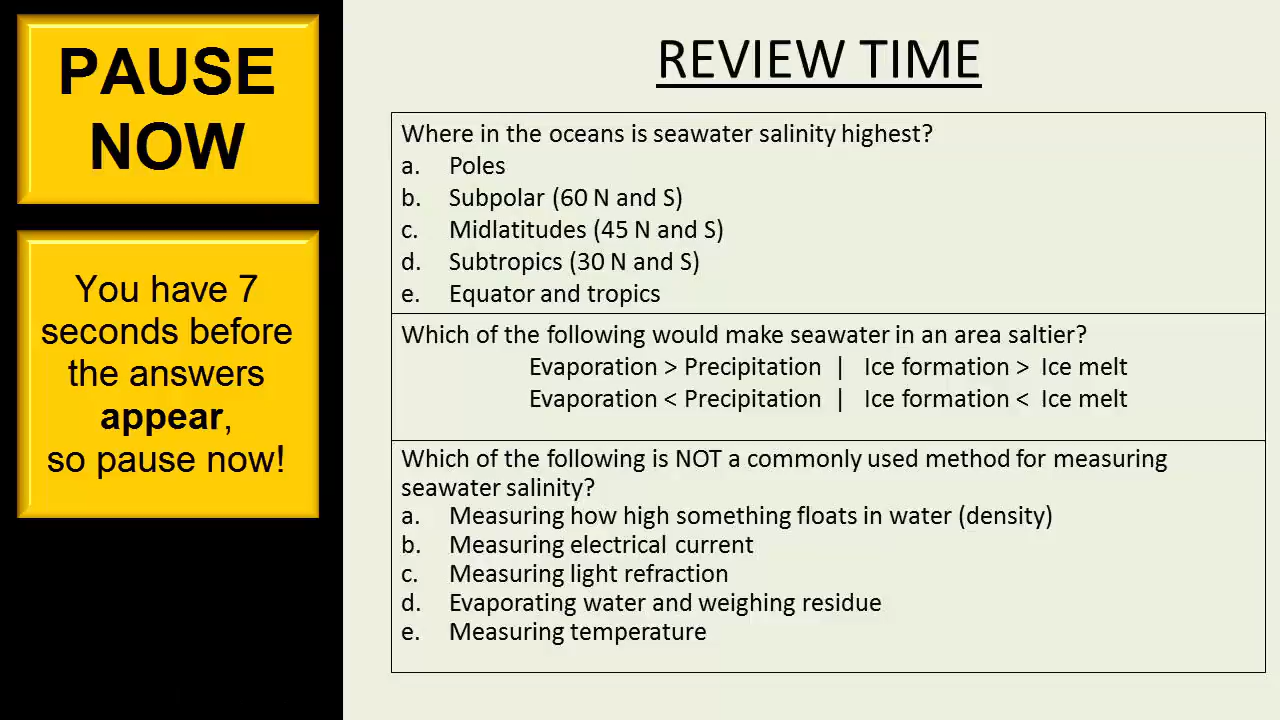 PAUSE
NOW
You have 7
seconds before
the answers
appear,
so pause now!
REVIEW TIME
Where in the oceans is seawater salinity highest?
a. Poles
b. Subpolar (60 N and S)
c. Midlatitudes (45 N and S)
d. Subtropics (30 N and S)
e. Equator and tropics
Which of the following would make seawater in an area saltier?
Evaporation > Precipitation | Ice formation > Ice melt
Evaporation < Precipitation | Ice formation < Ice melt
Which of the following is NOT a commonly used method for measuring
seawater salinity?
a. Measuring how high something floats in water (density)
b. Measuring electrical current
c. Measuring light refraction
d. Evaporating water and weighing residue
e. Measuring temperature